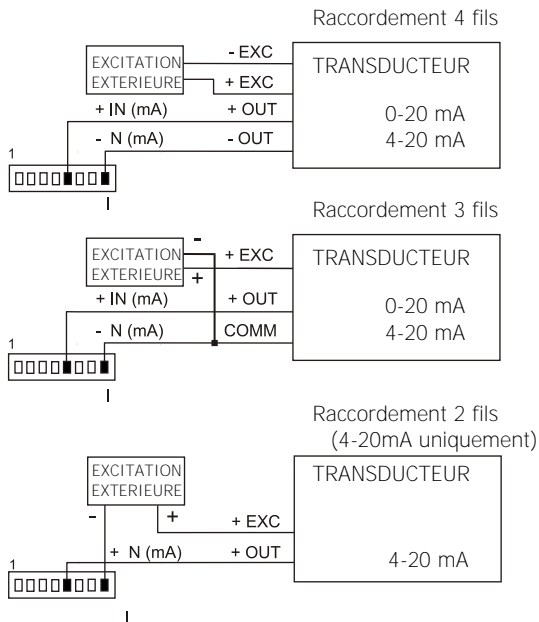 Raccordement 4 fils
- EXC
EXCITATION
EXTERIEURE
+ EXC
TRANSDUCTEUR
+ IN (mA)
+ OUT
0-20 mA
- N (mA)
- OUT
4-20 mA
1
Raccordement 3 fils
-
EXCITATION
EXTERIEURE
+
+ EXC
TRANSDUCTEUR
+ IN (mA)
+ OUT
0-20 mA
- N (mA)
COMM
4-20 mA
1
Raccordement 2 fils
(4-20mA uniquement)
EXCITATION
EXTERIEURE
TRANSDUCTEUR
-
+
+ EXC
+ N (mA)
+ OUT
4-20 mA
1